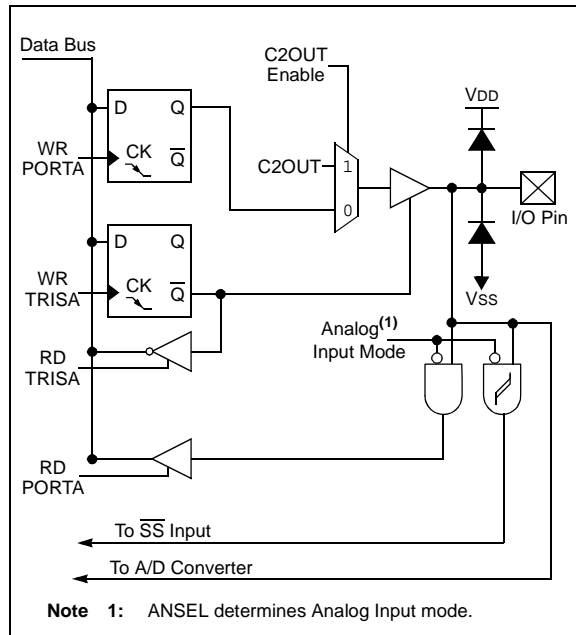 Data Bus
C2OUT
Enable
VDD
D Q
WR
PORTA
CK
Q
C2OUT
1
0
I/O Pin
D Q
WR
TRISA
CK
Q
VSS
Analog(1)
Input Mode
RD
TRISA
RD
PORTA
To SS Input
To A/D Converter
Note 1: ANSEL determines Analog Input mode.